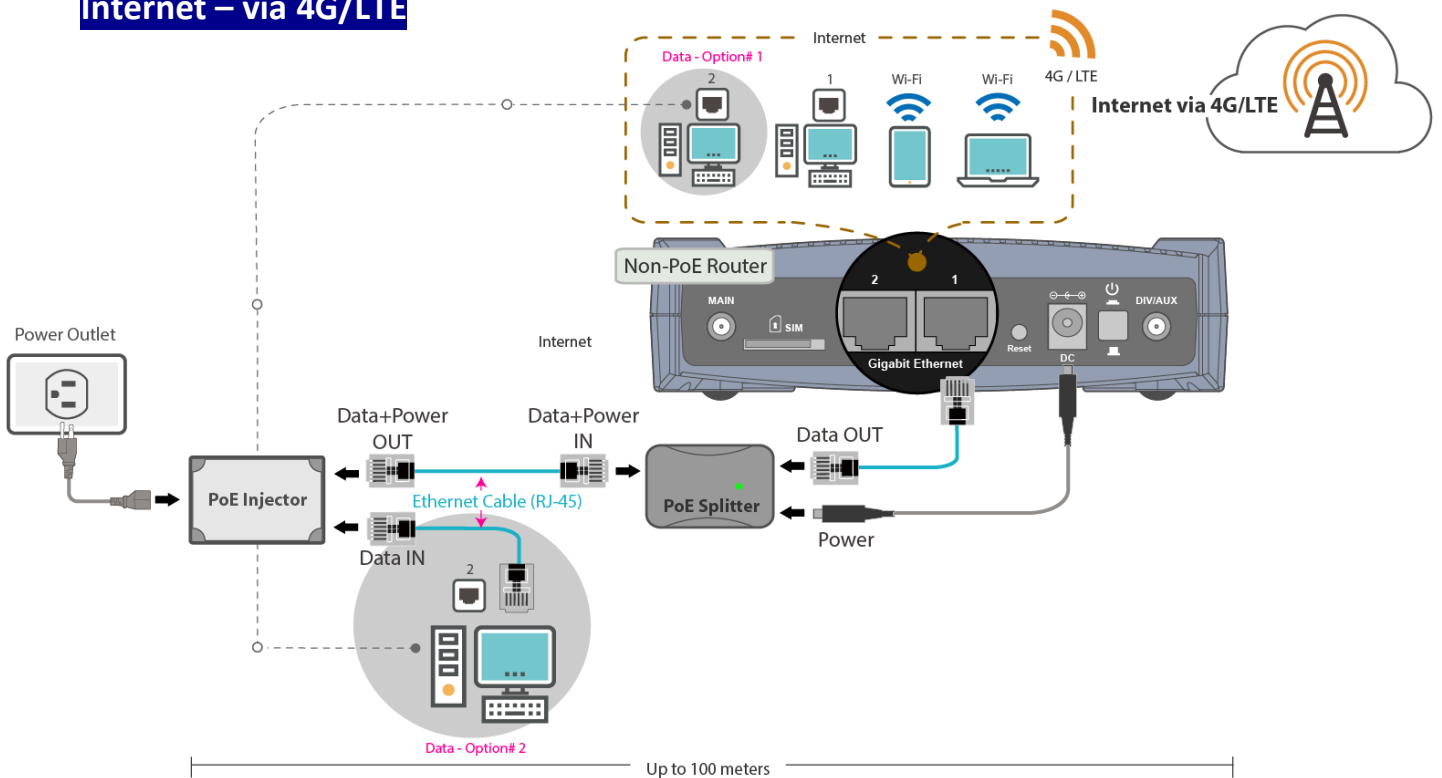 Internet – via 4G/LTE
Internet
Data - Option# 1
2
1
Wi-Fi
Wi-Fi
4G / LTE
Internet via 4G/LTE
Non-PoE Router
MAIN
SIM
2
1
Gigabit Ethernet
Reset
DC
DIV/AUX
Internet
Power Outlet
Data+Power
OUT
Data+Power
IN
Data OUT
PoE Injector
Ethernet Cable (RJ-45)
PoE Splitter
Power
Data IN
2
Data - Option# 2
Up to 100 meters